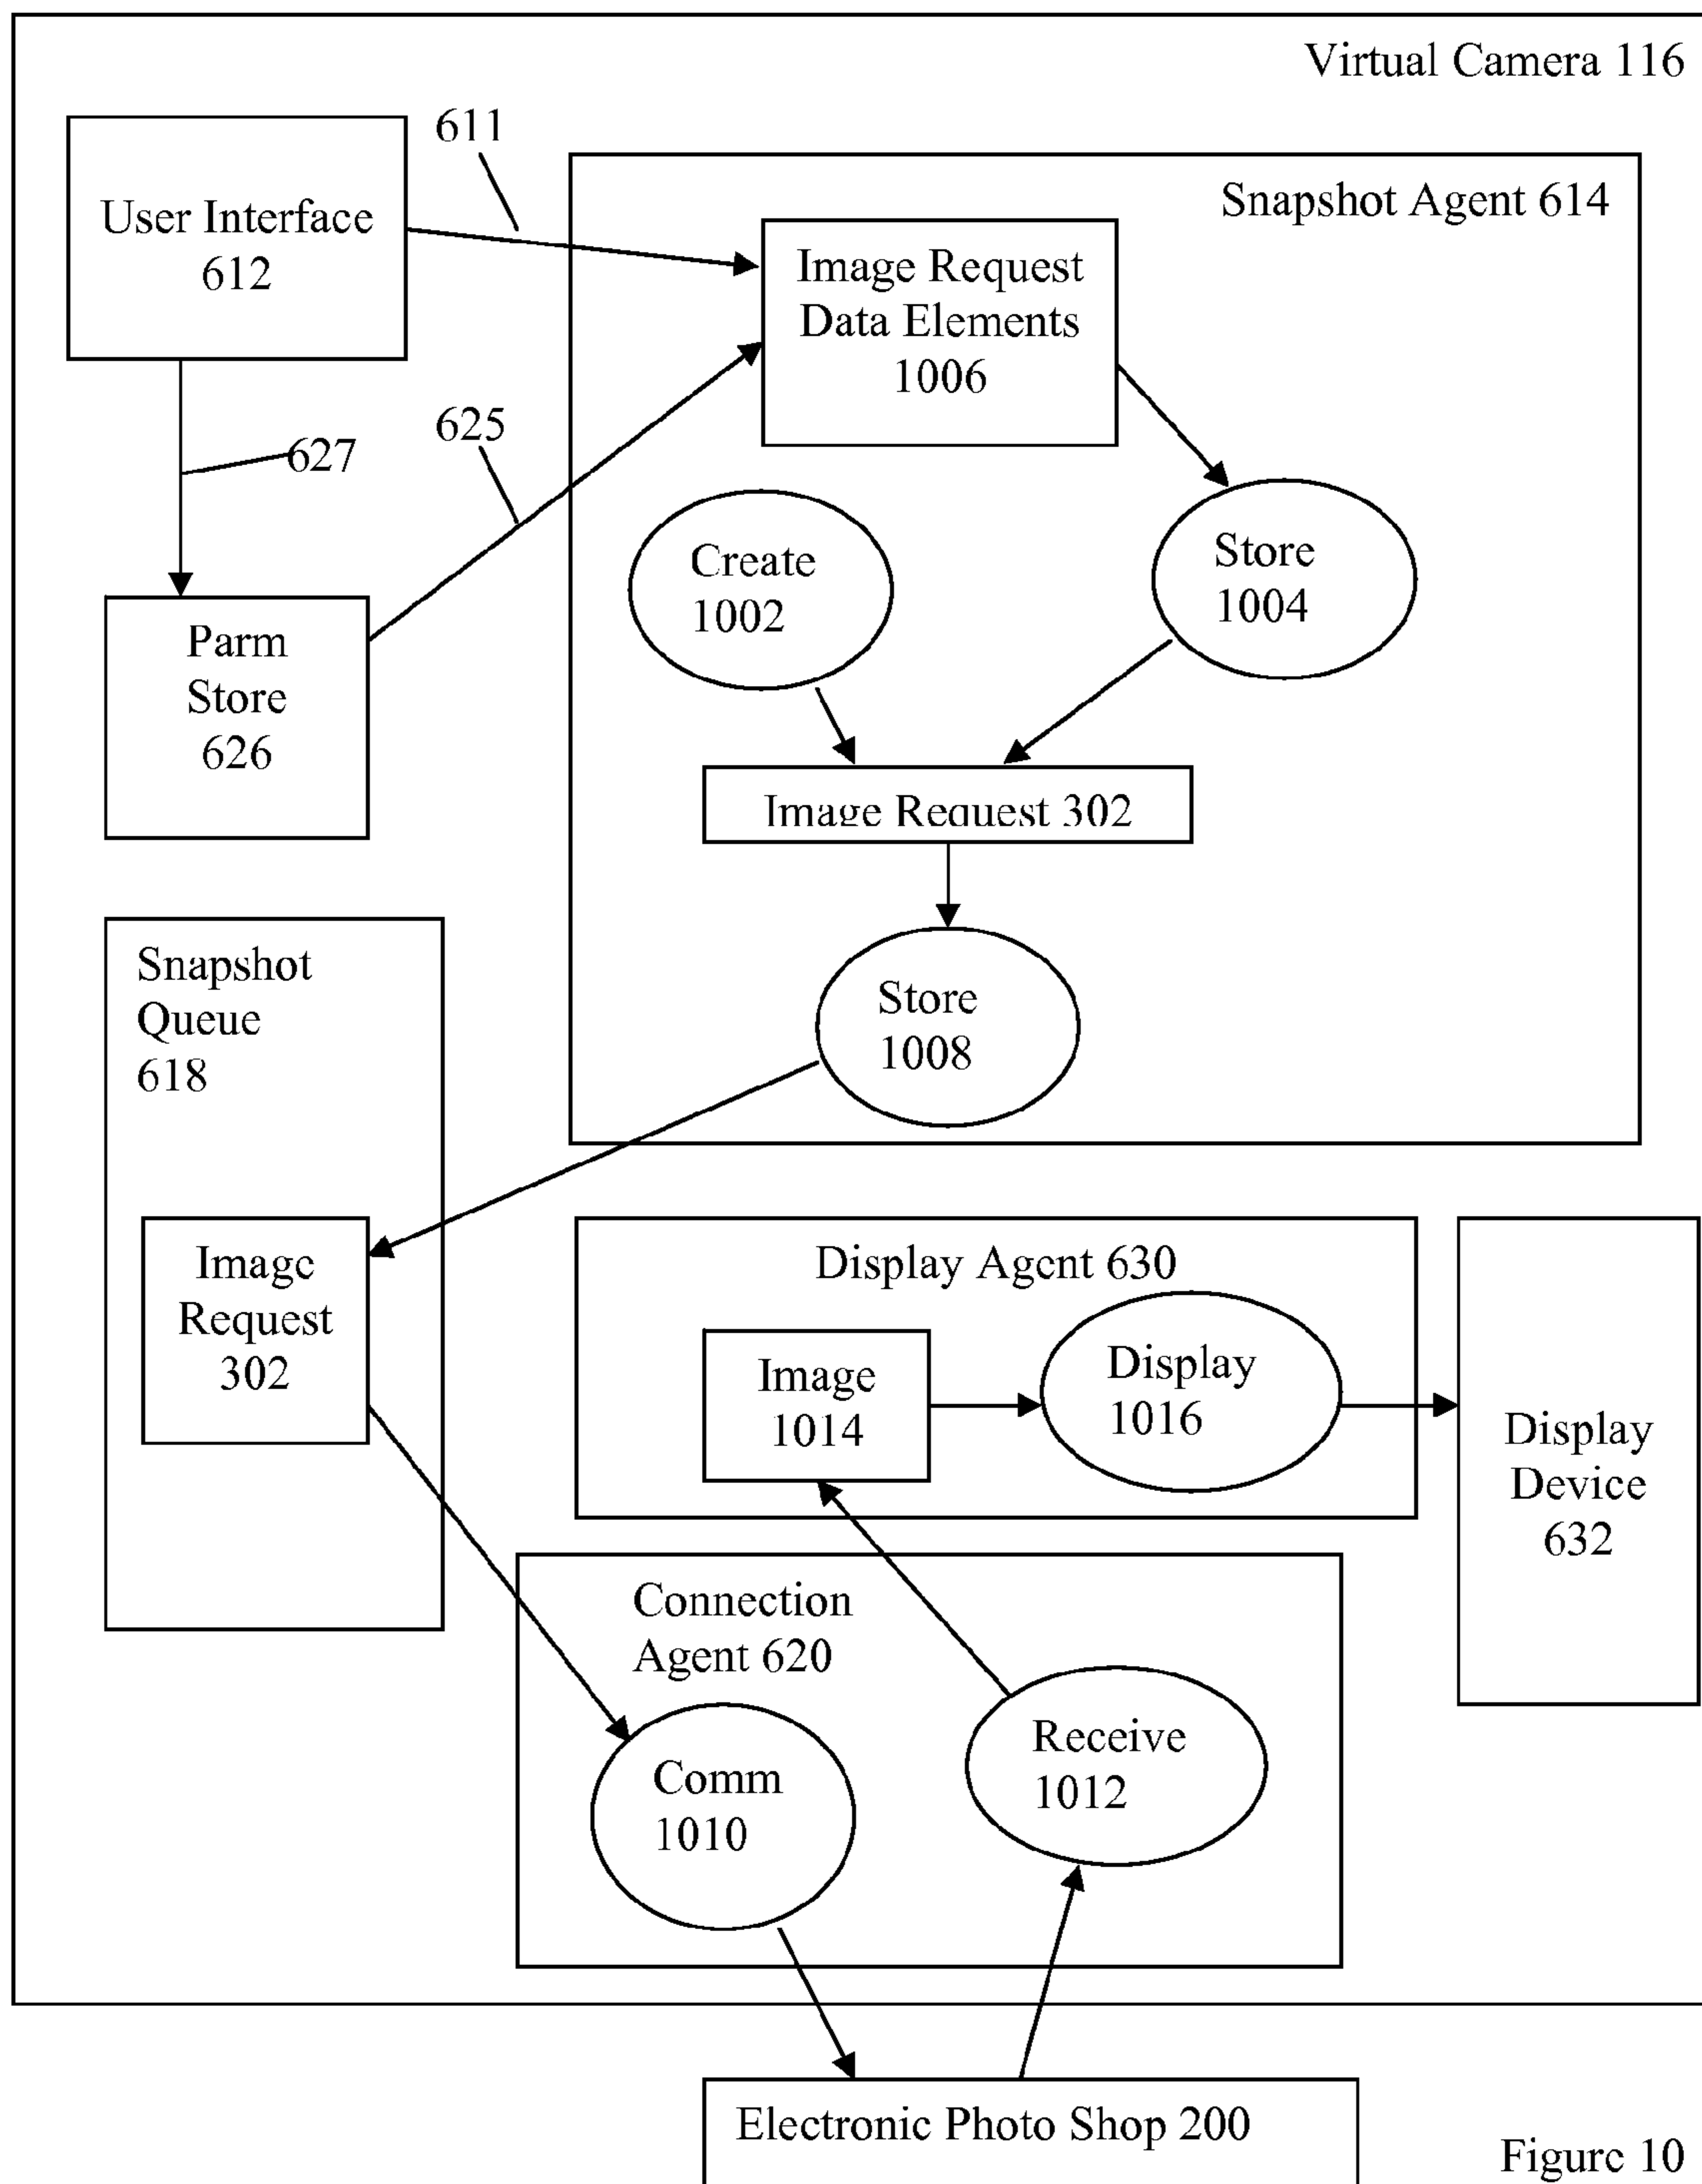 Virtual Camera 116
611
User Interface
612
Snapshot Agent 614
Image Request
Data Elements
1006
627
625
Create
1002
Store
1004
Parm
Store
626
Image Request 302
Snapshot
Queue
618
Store
1008
Image
Request
302
Display Agent 630
Image
1014
Display
1016
Display
Device
632
Connection
Agent 620
Comm
1010
Receive
1012
Electronic Photo Shop 200
Figure 10